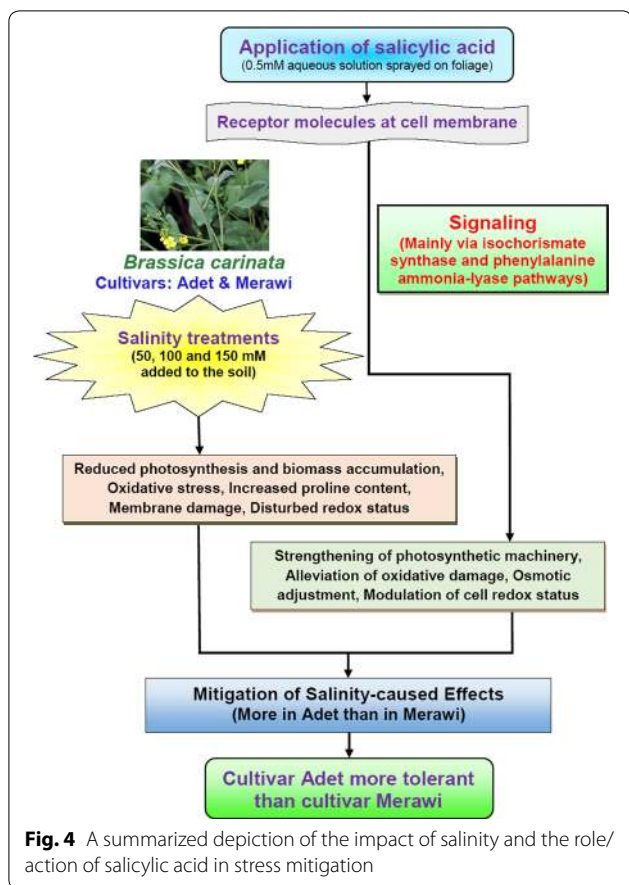 Application of salicylic acid
(0.5mM aqueous solution sprayed on foliage)
Receptor molecules at cell membrane
Signaling
(Mainly via isochorismate
synthase and phenylalanine
ammonia-lyase pathways)
Brassica carinata
Cultivars: Adet & Merawi
Salinity treatments
(50, 100 and 150 mM
added to the soil)
Reduced photosynthesis and biomass accumulation,
Oxidative stress, Increased proline content,
Membrane damage, Disturbed redox status
Strengthening of photosynthetic machinery,
Alleviation of oxidative damage, Osmotic
adjustment, Modulation of cell redox status
Mitigation of Salinity-caused Effects
(More in Adet than in Merawi)
Cultivar Adet more tolerant
than cultivar Merawi
Fig. 4 A summarized depiction of the impact of salinity and the role/
action of salicylic acid in stress mitigation